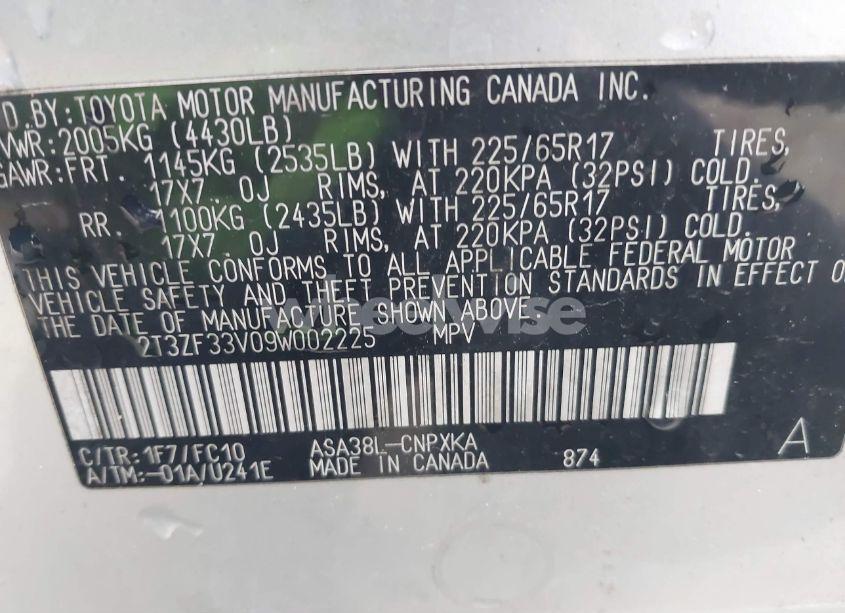 D BY:TOYOTA MOTOR MANUFACTURING CANADA INC.
VWR:2005KG (4430LB)
GAWR:FRT. 1145KG (2535LB) WITH 225/65R17 TIRES,
17X7. 0J RIMS, AT 220KPA (32PSI) COLD.
RR. 1100KG (2435LB) WITH 225/65R17 TIRES,
17X7. 0J RIMS, AT 220KPA (32PSI) COLD.
THIS VEHICLE CONFORMS TO ALL APPLICABLE FEDERAL MOTOR
VEHICLE SAFETY AND THEFT PREVENTION STANDARDS IN EFFECT O
THE DATE OF MANUFACTURE SHOWN ABOVE.
wheelwise
2T3ZF33V09W002225 MPV
C/TR:1F7/FC10 ASA38L-CNPXKA
A/TM:-01A/U241E MADE IN CANADA 874 A